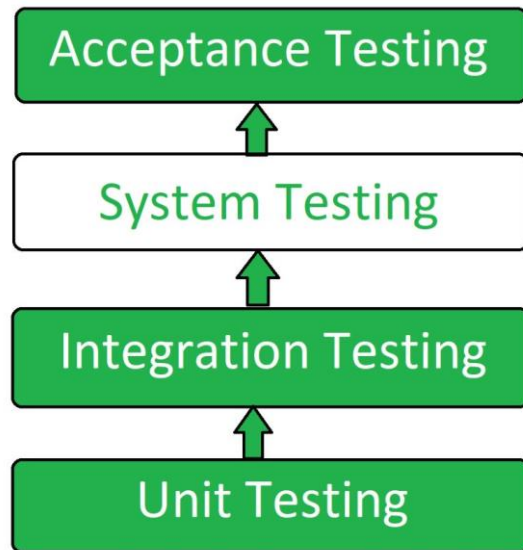 Acceptance Testing
System Testing
Integration Testing
Unit Testing